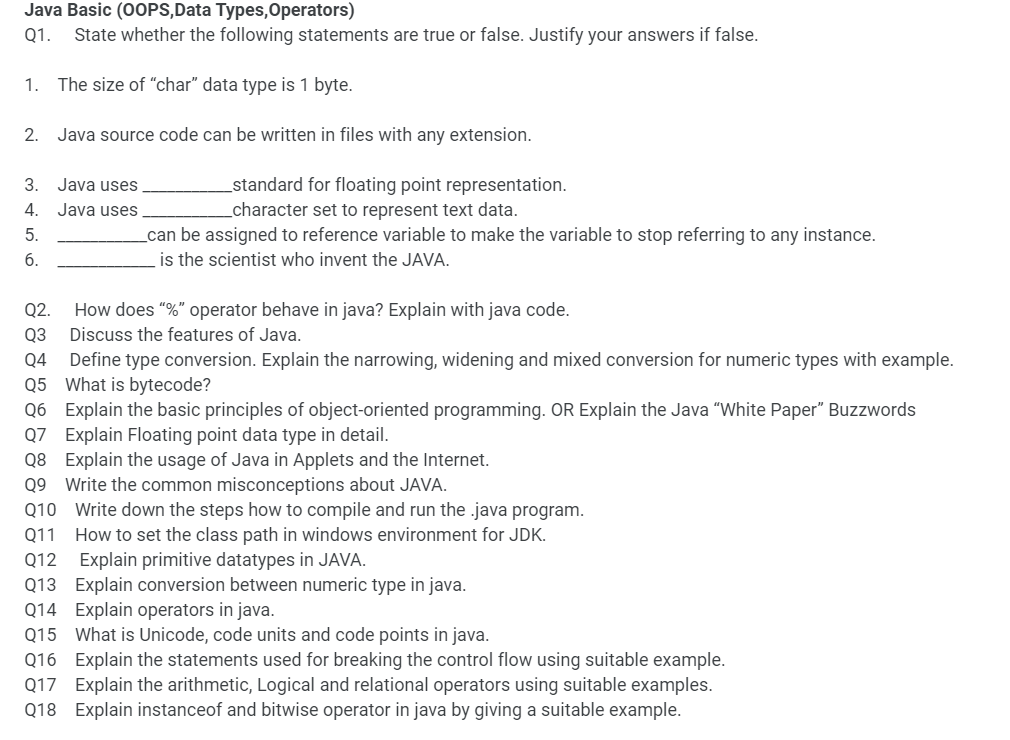 Java Basic (OOPS,Data Types,Operators)
Q1. State whether the following statements are true or false. Justify your answers if false.
1. The size of “char” data type is 1 byte.
2. Java source code can be written in files with any extension.
3. Java uses ___________standard for floating point representation.
4. Java uses ___________character set to represent text data.
5. ___________can be assigned to reference variable to make the variable to stop referring to any instance.
6. ____________ is the scientist who invent the JAVA.
Q2. How does “%” operator behave in java? Explain with java code.
Q3 Discuss the features of Java.
Q4 Define type conversion. Explain the narrowing, widening and mixed conversion for numeric types with example.
Q5 What is bytecode?
Q6 Explain the basic principles of object-oriented programming. OR Explain the Java “White Paper” Buzzwords
Q7 Explain Floating point data type in detail.
Q8 Explain the usage of Java in Applets and the Internet.
Q9 Write the common misconceptions about JAVA.
Q10 Write down the steps how to compile and run the .java program.
Q11 How to set the class path in windows environment for JDK.
Q12 Explain primitive datatypes in JAVA.
Q13 Explain conversion between numeric type in java.
Q14 Explain operators in java.
Q15 What is Unicode, code units and code points in java.
Q16 Explain the statements used for breaking the control flow using suitable example.
Q17 Explain the arithmetic, Logical and relational operators using suitable examples.
Q18 Explain instanceof and bitwise operator in java by giving a suitable example.